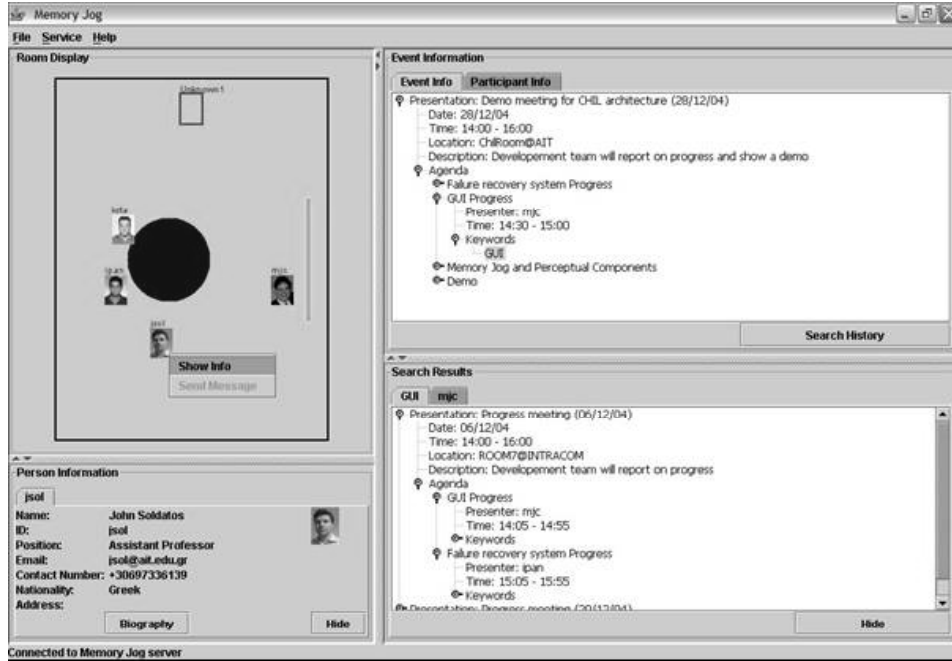 Memory Jog
File Service Help
Room Display
Unknown1
kota
ipan
mjc
jsol
Show Info
Send Message
Person Information
jsol
Name: John Soldatos
ID: jsol
Position: Assistant Professor
Email: jsol@ait.edu.gr
Contact Number: +30697336139
Nationality: Greek
Address:
Biography
Hide
Event Information
Event Info Participant Info
Presentation: Demo meeting for CHIL architecture (28/12/04)
Date: 28/12/04
Time: 14:00 - 16:00
Location: ChilRoom@AIT
Description: Developement team will report on progress and show a demo
Agenda
Failure recovery system Progress
GUI Progress
Presenter: mjc
Time: 14:30 - 15:00
Keywords
GUI
Memory Jog and Perceptual Components
Demo
Search History
Search Results
GUI mjc
Presentation: Progress meeting (06/12/04)
Date: 06/12/04
Time: 14:00 - 16:00
Location: ROOM7@INTRACOM
Description: Developement team will report on progress
Agenda
GUI Progress
Presenter: mjc
Time: 14:05 - 14:55
Keywords
Failure recovery system Progress
Presenter: ipan
Time: 15:05 - 15:55
Keywords
Presentation: Progress meeting (20/12/04)
Hide
Connected to Memory Jog server